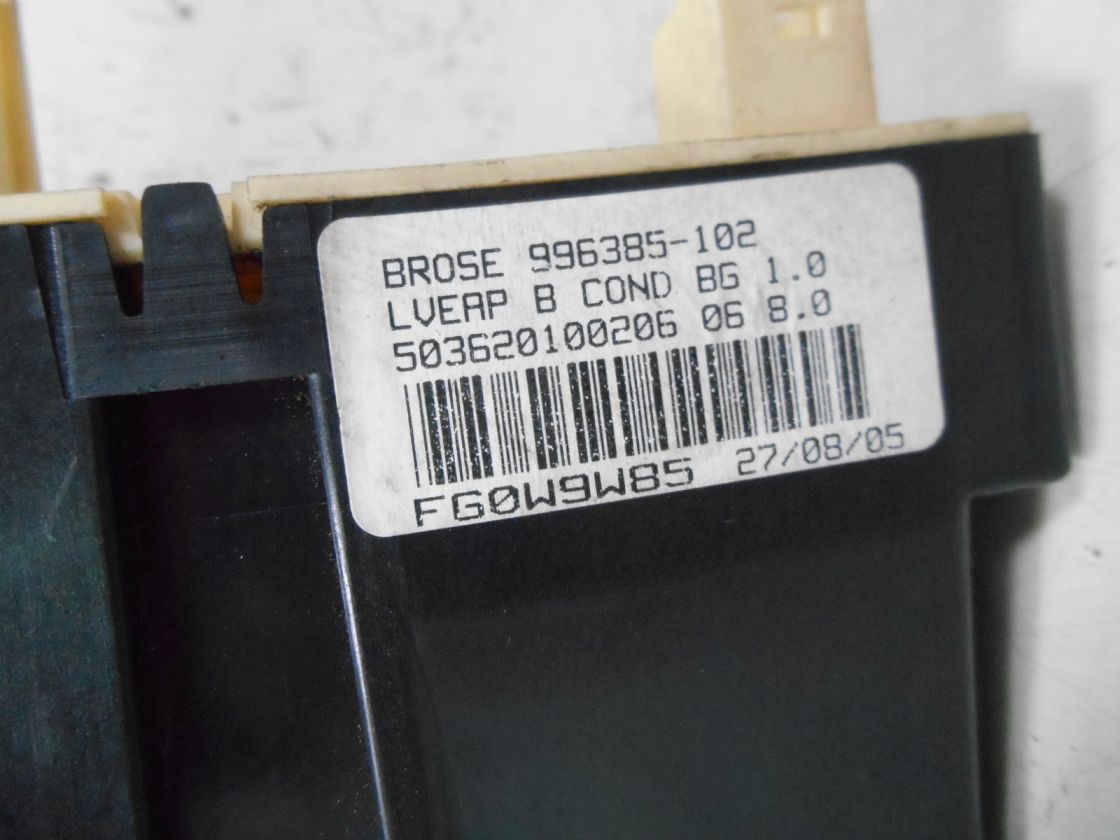 BROSE 996385-102
LVEAP B COND BG 1.0
503620100206 06 8.0
FG0W9W85 27/08/05